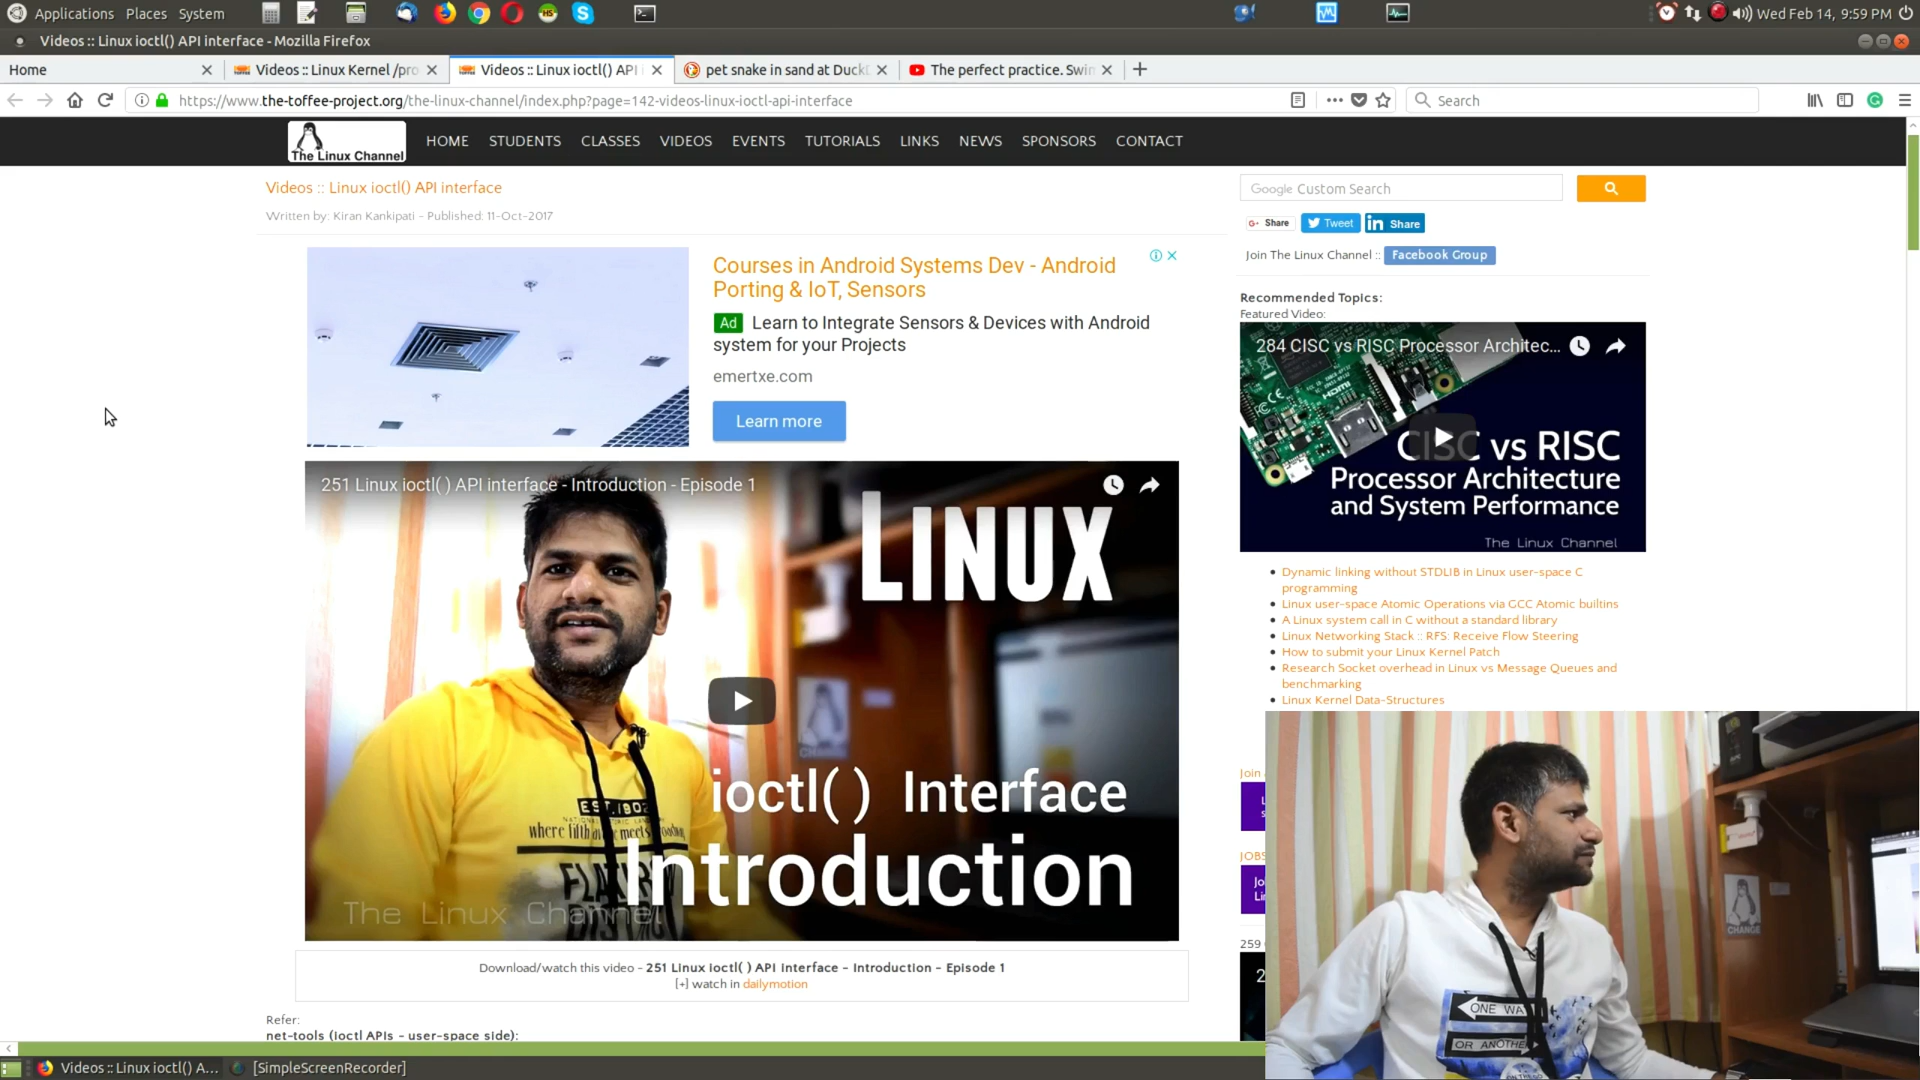 Applications Places System
Wed Feb 14, 9:59 PM
Videos :: Linux ioctl() API interface - Mozilla Firefox
Home
Videos :: Linux Kernel /pro
Videos :: Linux ioctl() API
pet snake in sand at Duck
The perfect practice. Swi
https://www.the-toffee-project.org/the-linux-channel/index.php?page=142-videos-linux-ioctl-api-interface
Search
The Linux Channel
HOME STUDENTS CLASSES VIDEOS EVENTS TUTORIALS LINKS NEWS SPONSORS CONTACT
Videos :: Linux ioctl() API interface
Written by: Kiran Kankipati - Published: 11-Oct-2017
Google Custom Search
G+ Share
Tweet
in Share
Join The Linux Channel :: Facebook Group
Courses in Android Systems Dev - Android
Porting & IoT, Sensors
Ad Learn to Integrate Sensors & Devices with Android
system for your Projects
emertxe.com
Learn more
Recommended Topics:
Featured Video:
284 CISC vs RISC Processor Architec...
HDMI
CISC vs RISC
Processor Architecture
and System Performance
The Linux Channel
251 Linux ioctl( ) API interface - Introduction - Episode 1
LINUX
ioctl( ) Interface
Introduction
EST.1902
The Linux Channel
Dynamic linking without STDLIB in Linux user-space C
programming
Linux user-space Atomic Operations via GCC Atomic builtins
A Linux system call in C without a standard library
Linux Networking Stack :: RFS: Receive Flow Steering
How to submit your Linux Kernel Patch
Research Socket overhead in Linux vs Message Queues and
benchmarking
Linux Kernel Data-Structures
Join
JOBS
259
CHANGE
ONE WA
OR ANOTHE
Download/watch this video - 251 Linux ioctl( ) API interface - Introduction - Episode 1
[+] watch in dailymotion
Refer:
net-tools (ioctl APIs - user-space side):
Videos :: Linux ioctl() A...
[SimpleScreenRecorder]